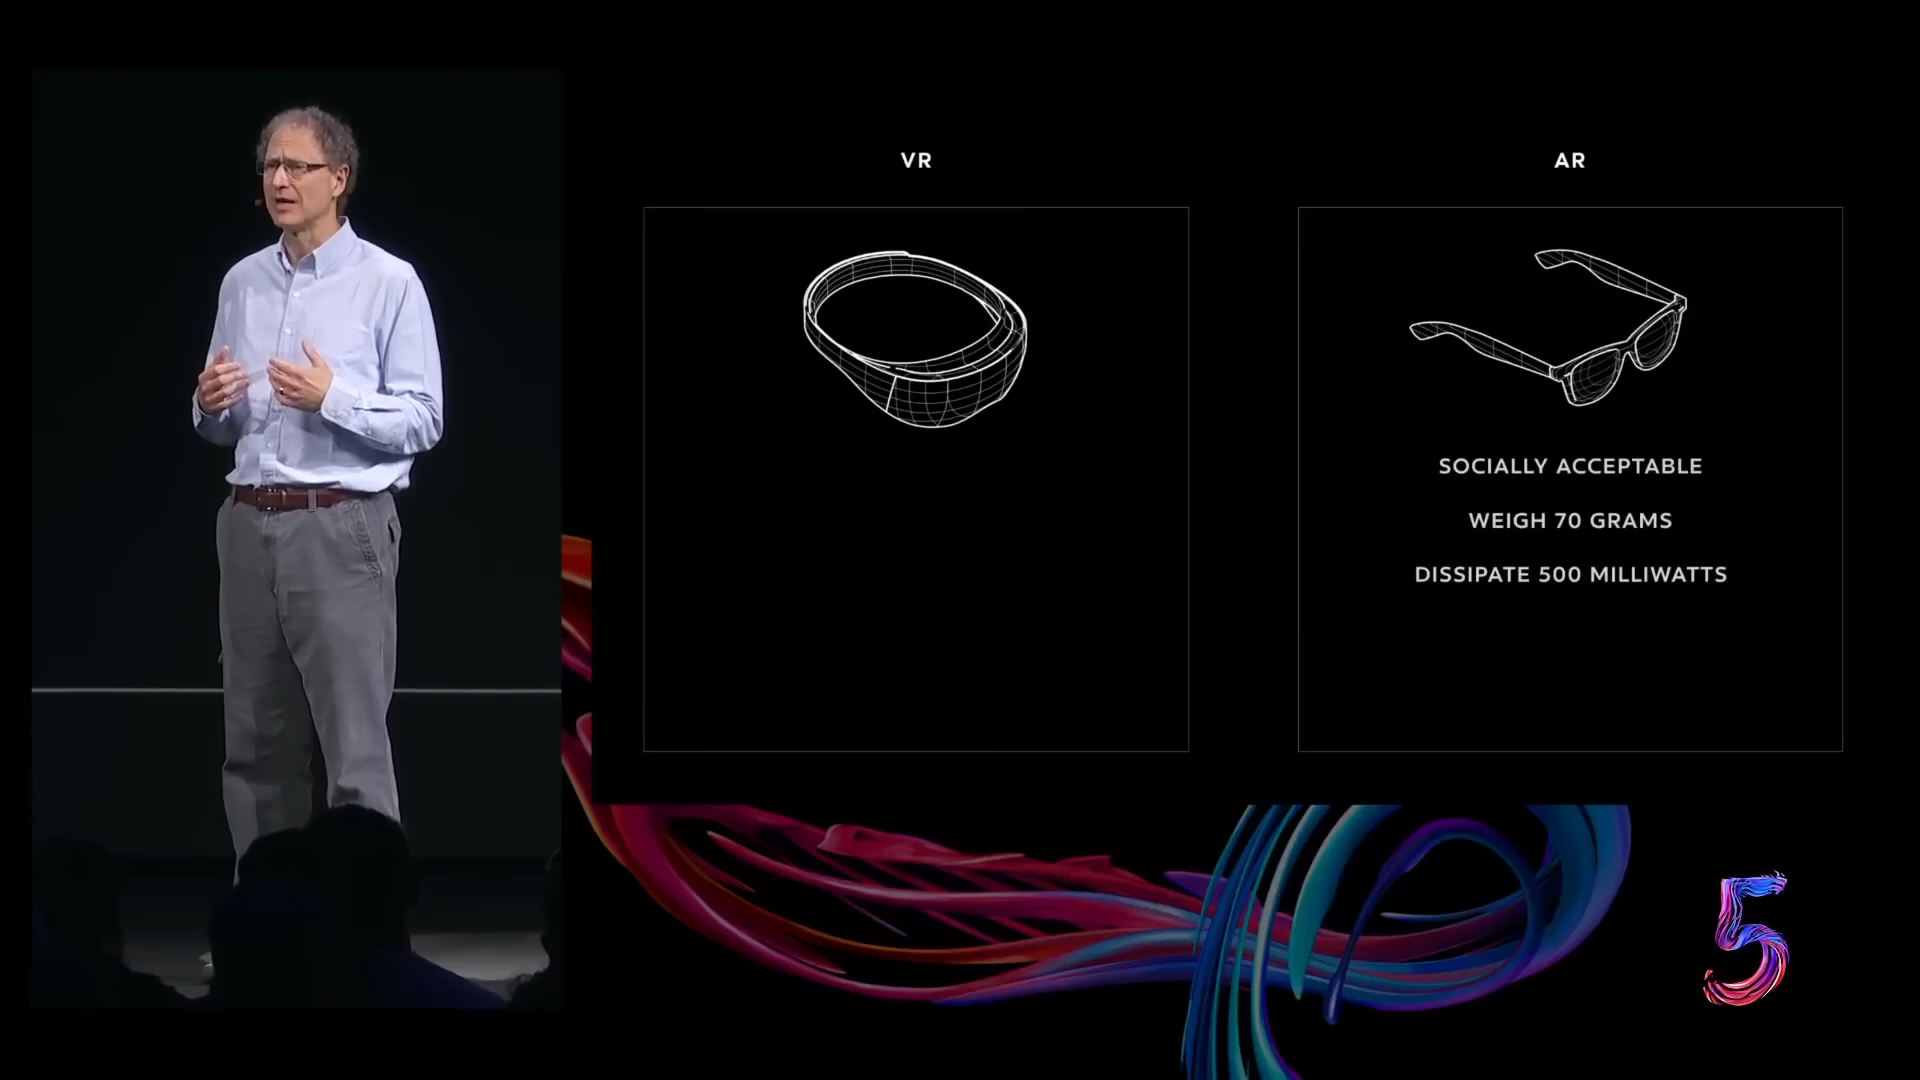 VR
AR
SOCIALLY ACCEPTABLE
WEIGH 70 GRAMS
DISSIPATE 500 MILLIWATTS
5